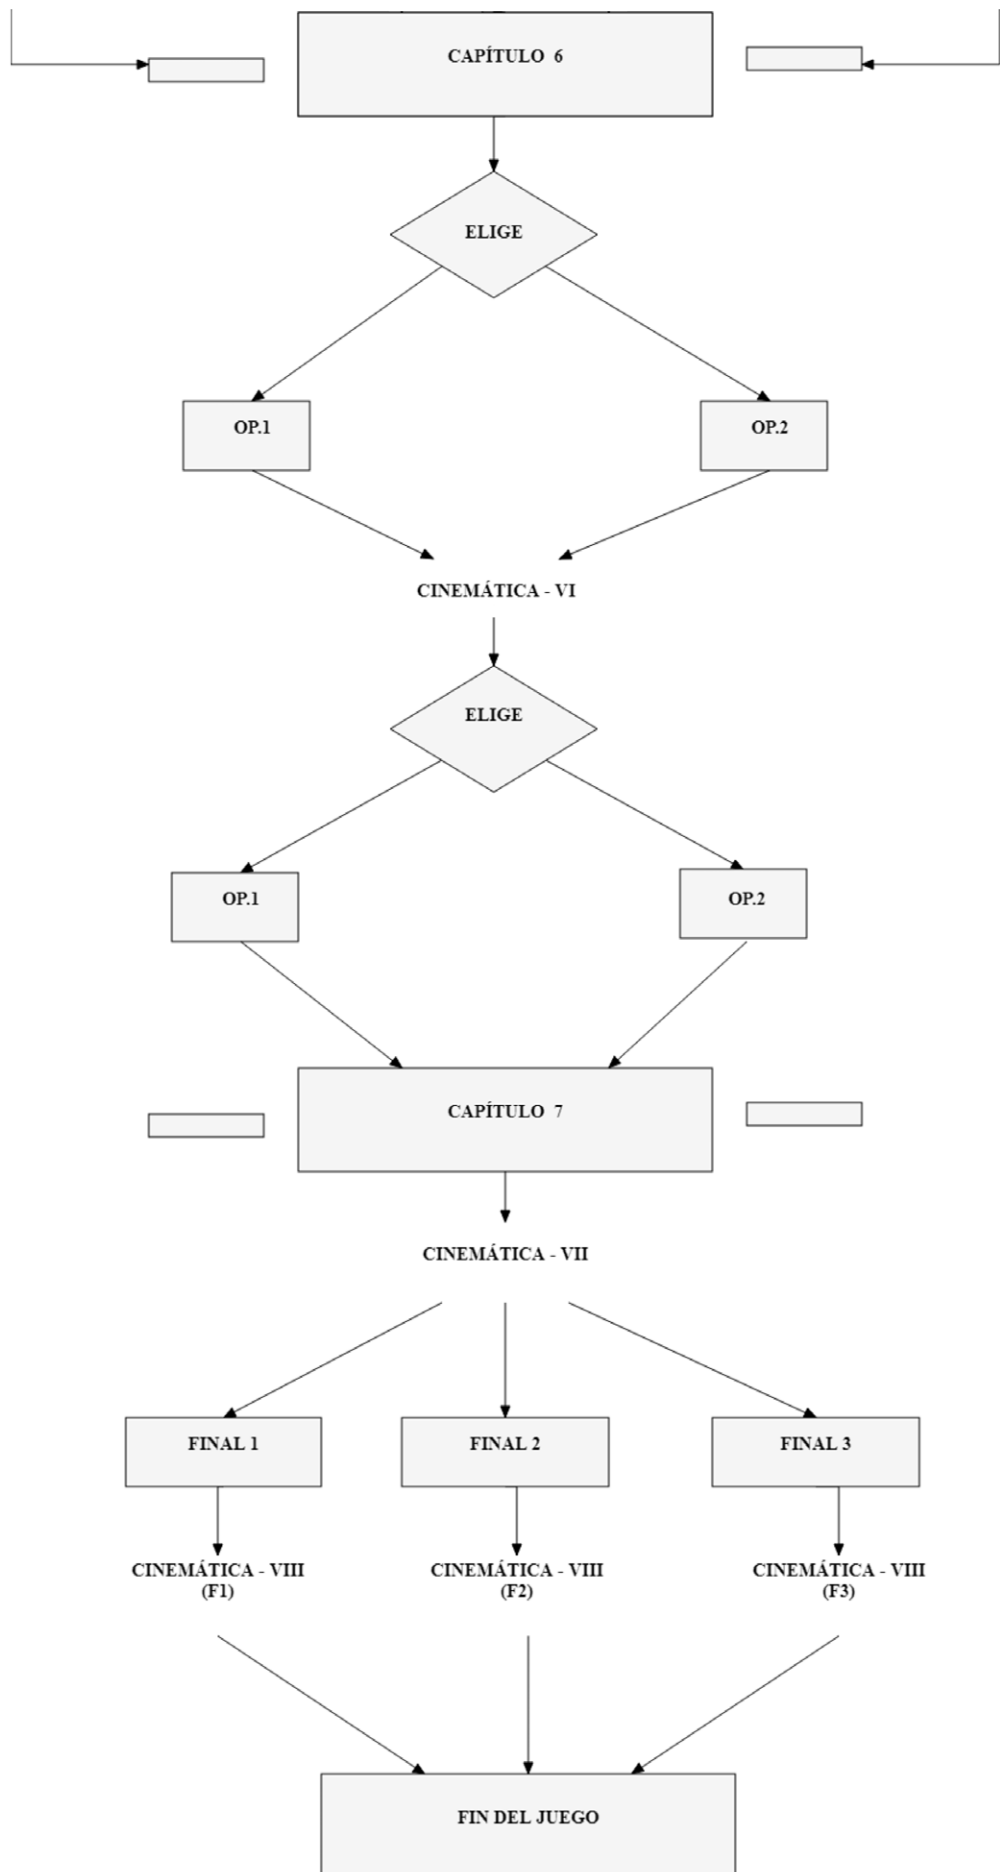 CAPÍTULO 6
ELIGE
OP.1
OP.2
CINEMÁTICA - VI
ELIGE
OP.1
OP.2
CAPÍTULO 7
CINEMÁTICA - VII
FINAL 1
FINAL 2
FINAL 3
CINEMÁTICA - VIII
(F1)
CINEMÁTICA - VIII
(F2)
CINEMÁTICA - VIII
(F3)
FIN DEL JUEGO